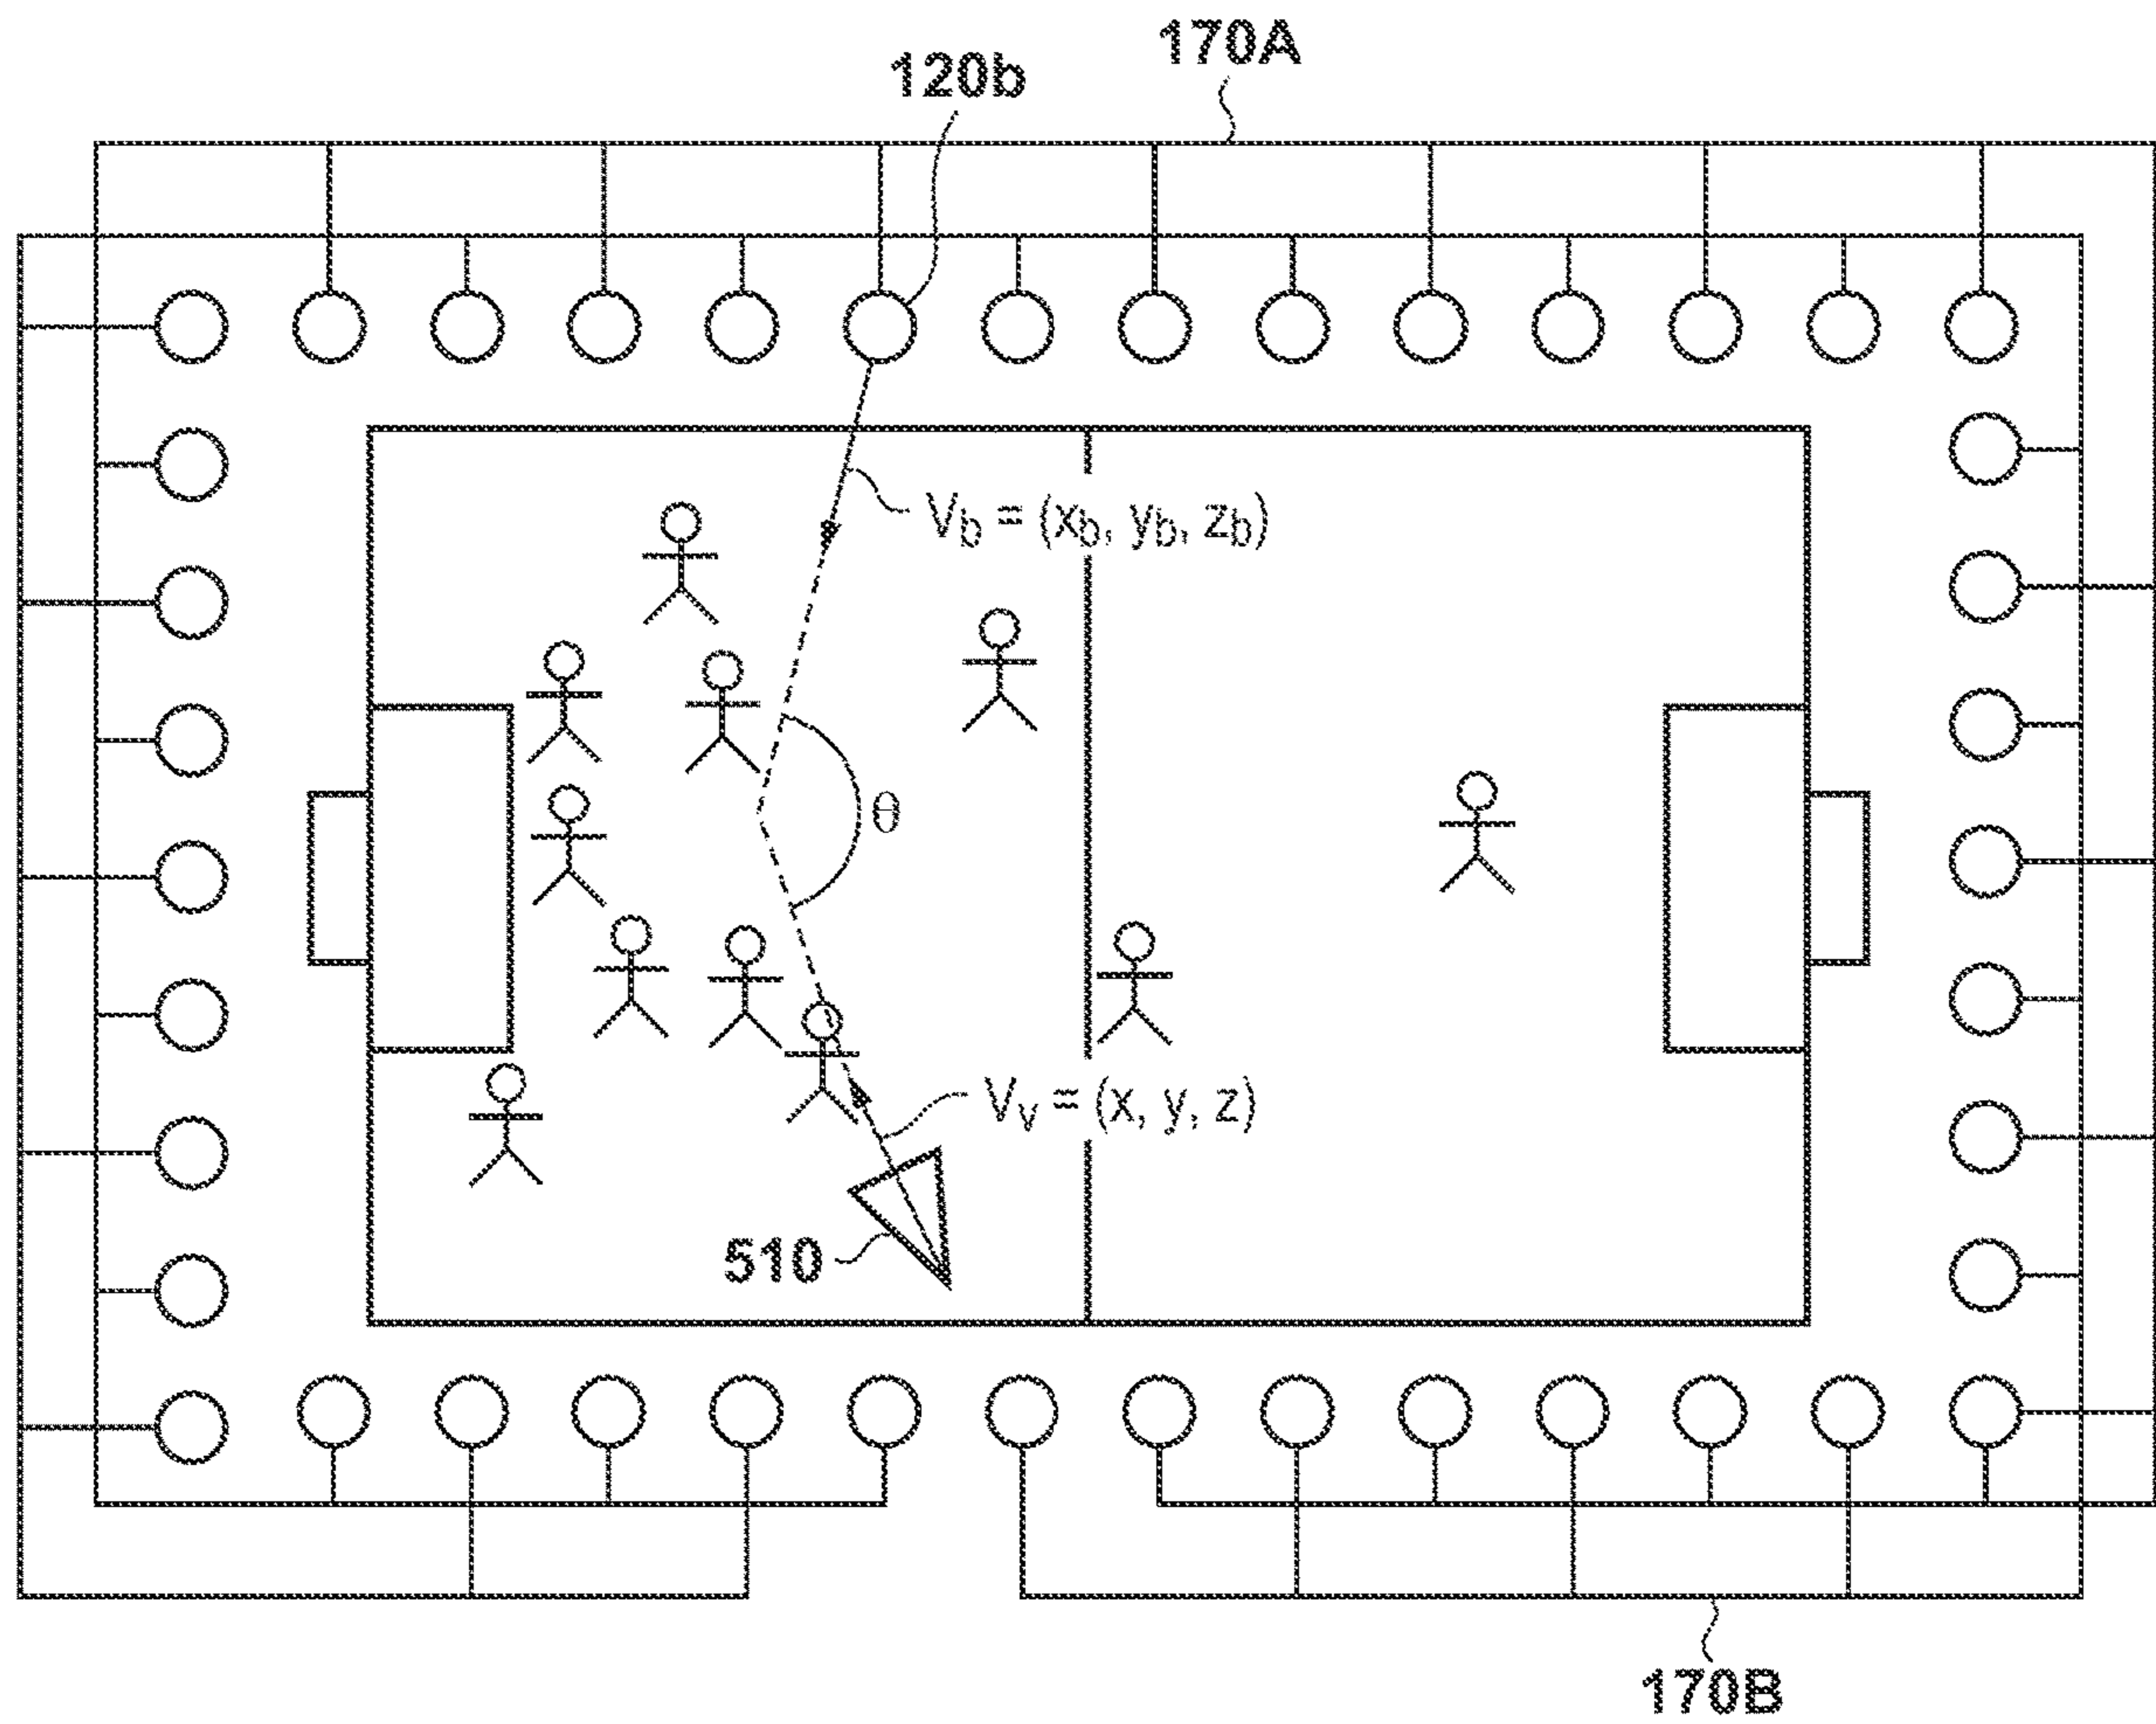 170A
120b
Vb = (xb, yb, zb)
θ
Vv = (x, y, z)
510
170B